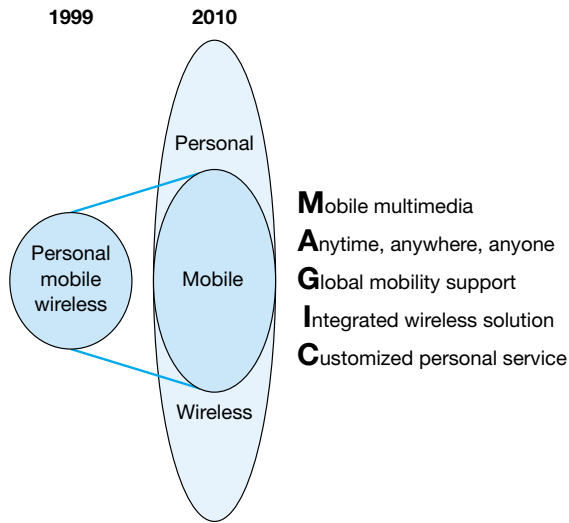 1999 2010
Personal
Personal
mobile
wireless
Mobile
Wireless
Mobile multimedia
Anytime, anywhere, anyone
Global mobility support
Integrated wireless solution
Customized personal service